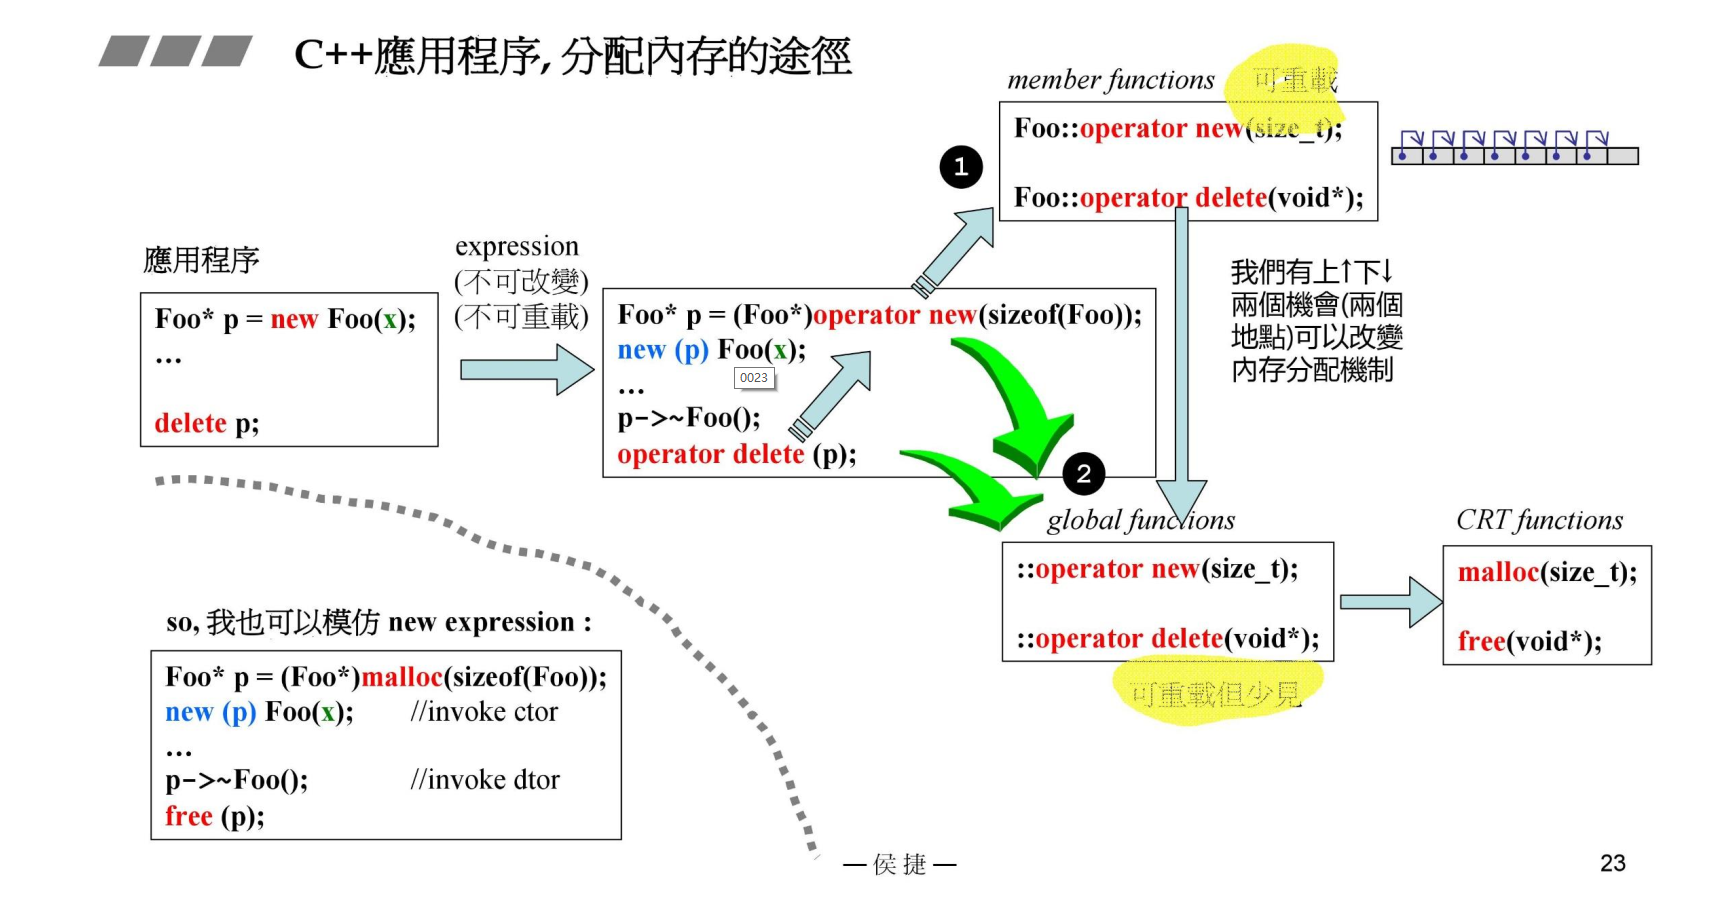 C++應用程序, 分配內存的途徑
member functions 可重載
Foo::operator new(size_t);
Foo::operator delete(void*);
1
應用程序
Foo* p = new Foo(x);
...
delete p;
expression
(不可改變)
(不可重載)
Foo* p = (Foo*)operator new(sizeof(Foo));
new (p) Foo(x);
0023
...
p->~Foo();
operator delete (p);
我們有上↑下↓
兩個機會(兩個
地點)可以改變
內存分配機制
2
global functions
::operator new(size_t);
::operator delete(void*);
可重載但少見
CRT functions
malloc(size_t);
free(void*);
so, 我也可以模仿 new expression :
Foo* p = (Foo*)malloc(sizeof(Foo));
new (p) Foo(x); //invoke ctor
...
p->~Foo(); //invoke dtor
free (p);
— 侯 捷 —
23